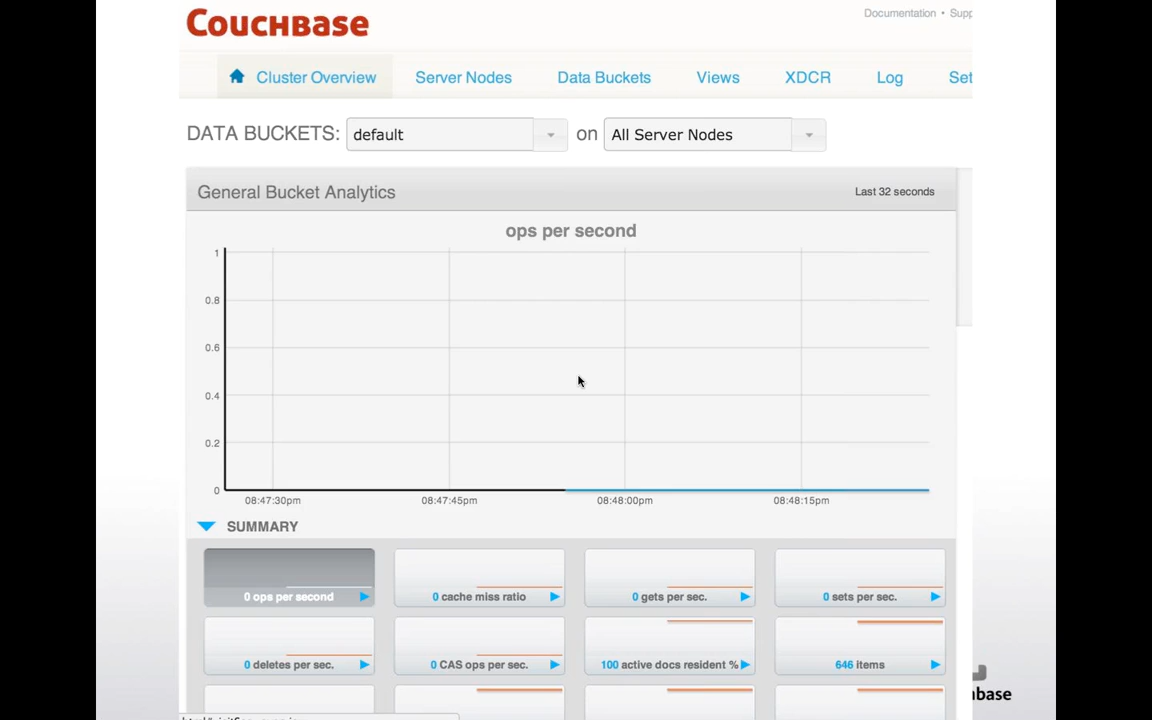 COUCHBASE
Documentation • Supp
Cluster Overview Server Nodes Data Buckets Views XDCR Log Set
DATA BUCKETS: default on All Server Nodes
General Bucket Analytics Last 32 seconds
ops per second
1
0.8
0.6
0.4
0.2
0
08:47:30pm 08:47:45pm 08:48:00pm 08:48:15pm
SUMMARY
0 ops per second 0 cache miss ratio 0 gets per sec. 0 sets per sec.
0 deletes per sec. 0 CAS ops per sec. 100 active docs resident % 646 items
abase